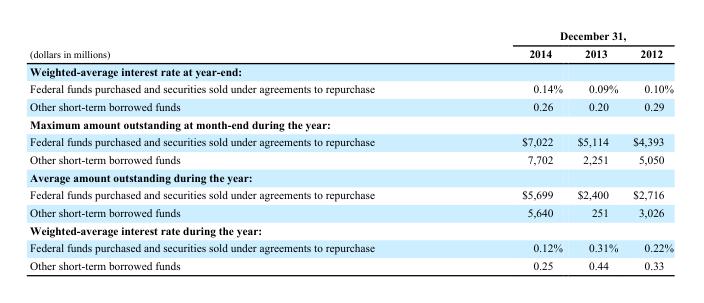 December 31,
(dollars in millions) 2014 2013 2012
Weighted-average interest rate at year-end:
Federal funds purchased and securities sold under agreements to repurchase 0.14% 0.09% 0.10%
Other short-term borrowed funds 0.26 0.20 0.29
Maximum amount outstanding at month-end during the year:
Federal funds purchased and securities sold under agreements to repurchase $7,022 $5,114 $4,393
Other short-term borrowed funds 7,702 2,251 5,050
Average amount outstanding during the year:
Federal funds purchased and securities sold under agreements to repurchase $5,699 $2,400 $2,716
Other short-term borrowed funds 5,640 251 3,026
Weighted-average interest rate during the year:
Federal funds purchased and securities sold under agreements to repurchase 0.12% 0.31% 0.22%
Other short-term borrowed funds 0.25 0.44 0.33